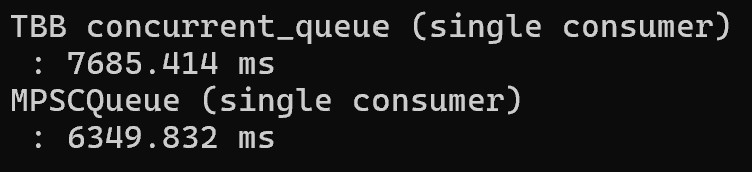 TBB concurrent_queue (single consumer)
 : 7685.414 ms
MPSCQueue (single consumer)
 : 6349.832 ms